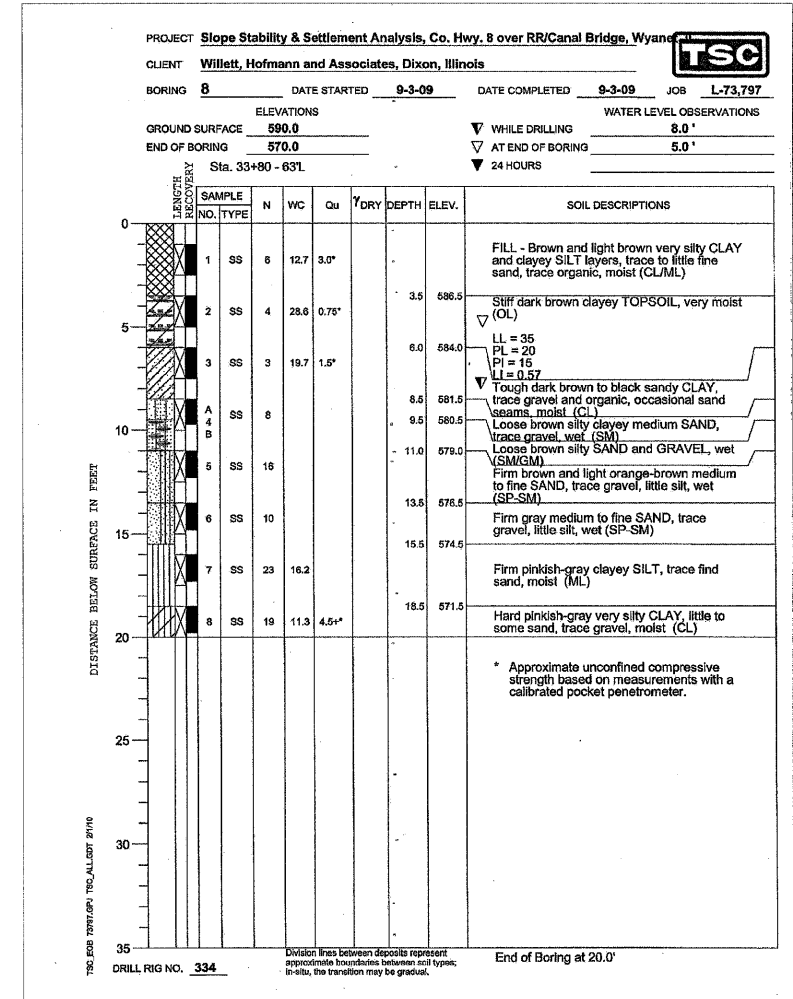 PROJECT Slope Stability & Settlement Analysis, Co. Hwy. 8 over RR/Canal Bridge,
TSC
CLIENT Willett, Hofmann and Associates, Dixon, Illinois
BORING 8 DATE STARTED 9-3-09 DATE COMPLETED 9-3-09 JOB L-73,797
ELEVATIONS WATER LEVEL OBSERVATIONS
GROUND SURFACE 590.0 WHILE DRILLING 8.0 '
END OF BORING 570.0 AT END OF BORING 5.0 '
Sta. 33+80 - 63'L 24 HOURS
LENGTH
RECOVERY
SAMPLE
NO. TYPE N WC Qu γDRY DEPTH ELEV. SOIL DESCRIPTIONS
0
FILL - Brown and light brown very silty CLAY
1 SS 6 12.7 3.0* and clayey SILT layers, trace to little fine
sand, trace organic, moist (CL/ML)
3.5 586.5
Stiff dark brown clayey TOPSOIL, very moist
2 SS 4 28.6 0.75* (OL)
5
LL = 35
6.0 584.0 PL = 20
3 SS 3 19.7 1.5* PI = 15
LI = 0.57
Tough dark brown to black sandy CLAY,
8.5 581.5 trace gravel and organic, occasional sand
seams, moist (CL)
A
4 SS 8
B
9.5 580.5 Loose brown silty clayey medium SAND,
10 trace gravel, wet (SM)
11.0 579.0 Loose brown silty SAND and GRAVEL, wet
(SM/GM)
5 SS 16 Firm brown and light orange-brown medium
to fine SAND, trace gravel, little silt, wet
13.5 576.5 (SP-SM)
6 SS 10 Firm gray medium to fine SAND, trace
gravel, little silt, wet (SP-SM)
15
15.5 574.5
7 SS 23 16.2 Firm pinkish-gray clayey SILT, trace find
sand, moist (ML)
18.5 571.5
8 SS 19 11.3 4.5+* Hard pinkish-gray very silty CLAY, little to
some sand, trace gravel, moist (CL)
20
* Approximate unconfined compressive
strength based on measurements with a
calibrated pocket penetrometer.
25
30
35
DISTANCE BELOW SURFACE IN FEET
TSC_EOB 73797.GPJ TSC_ALL.GDT 2/1/10
DRILL RIG NO. 334
Division lines between deposits represent
approximate boundaries between soil types;
in-situ, the transition may be gradual.
End of Boring at 20.0'